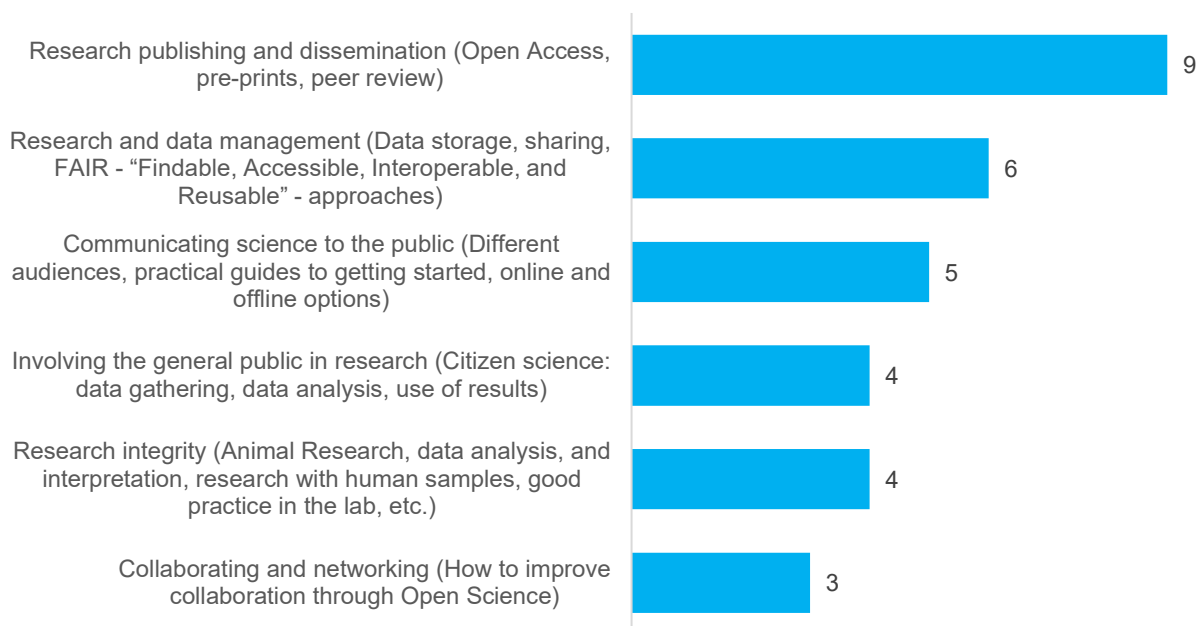 Research publishing and dissemination (Open Access,
pre-prints, peer review)
9
Research and data management (Data storage, sharing,
FAIR - “Findable, Accessible, Interoperable, and
Reusable” - approaches)
6
Communicating science to the public (Different
audiences, practical guides to getting started, online and
offline options)
5
Involving the general public in research (Citizen science:
data gathering, data analysis, use of results)
4
Research integrity (Animal Research, data analysis, and
interpretation, research with human samples, good
practice in the lab, etc.)
4
Collaborating and networking (How to improve
collaboration through Open Science)
3